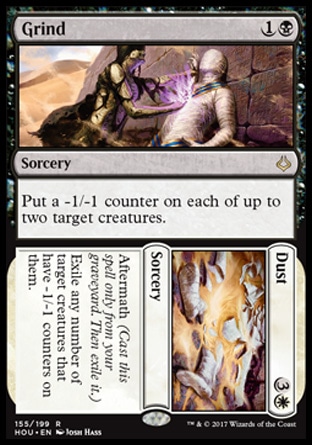 Grind 1
Sorcery
Put a -1/-1 counter on each of up to
two target creatures.
Dust 3
Sorcery
Aftermath (Cast this
spell only from your
graveyard. Then exile it.)
Exile any number of
target creatures that
have -1/-1 counters on
them.
155/199 R
HOU • EN Josh Hass
™ & © 2017 Wizards of the Coast